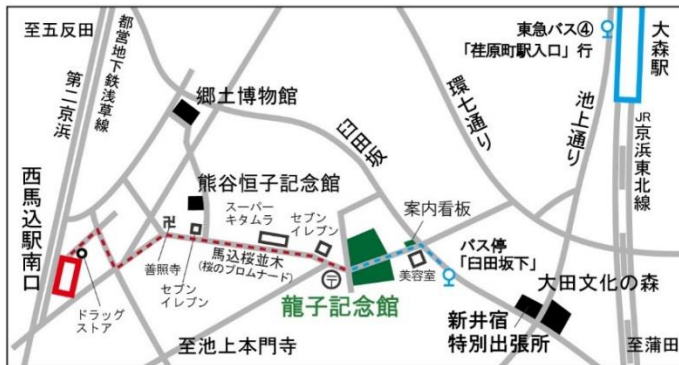 至五反田
都営地下鉄浅草線
第二京浜
郷土博物館
臼田坂
環七通り
東急バス④
「荏原町駅入口」行
池上通り
大森駅
JR
京浜東北線
西馬込駅南口
熊谷恒子記念館
スーパー
キタムラ
セブン
イレブン
案内看板
卍
善照寺
セブン
イレブン
馬込桜並木
(桜のプロムナード)
〒
美容室
バス停
「臼田坂下」
大田文化の森
ドラッグ
ストア
龍子記念館
新井宿
特別出張所
至池上本門寺
至蒲田